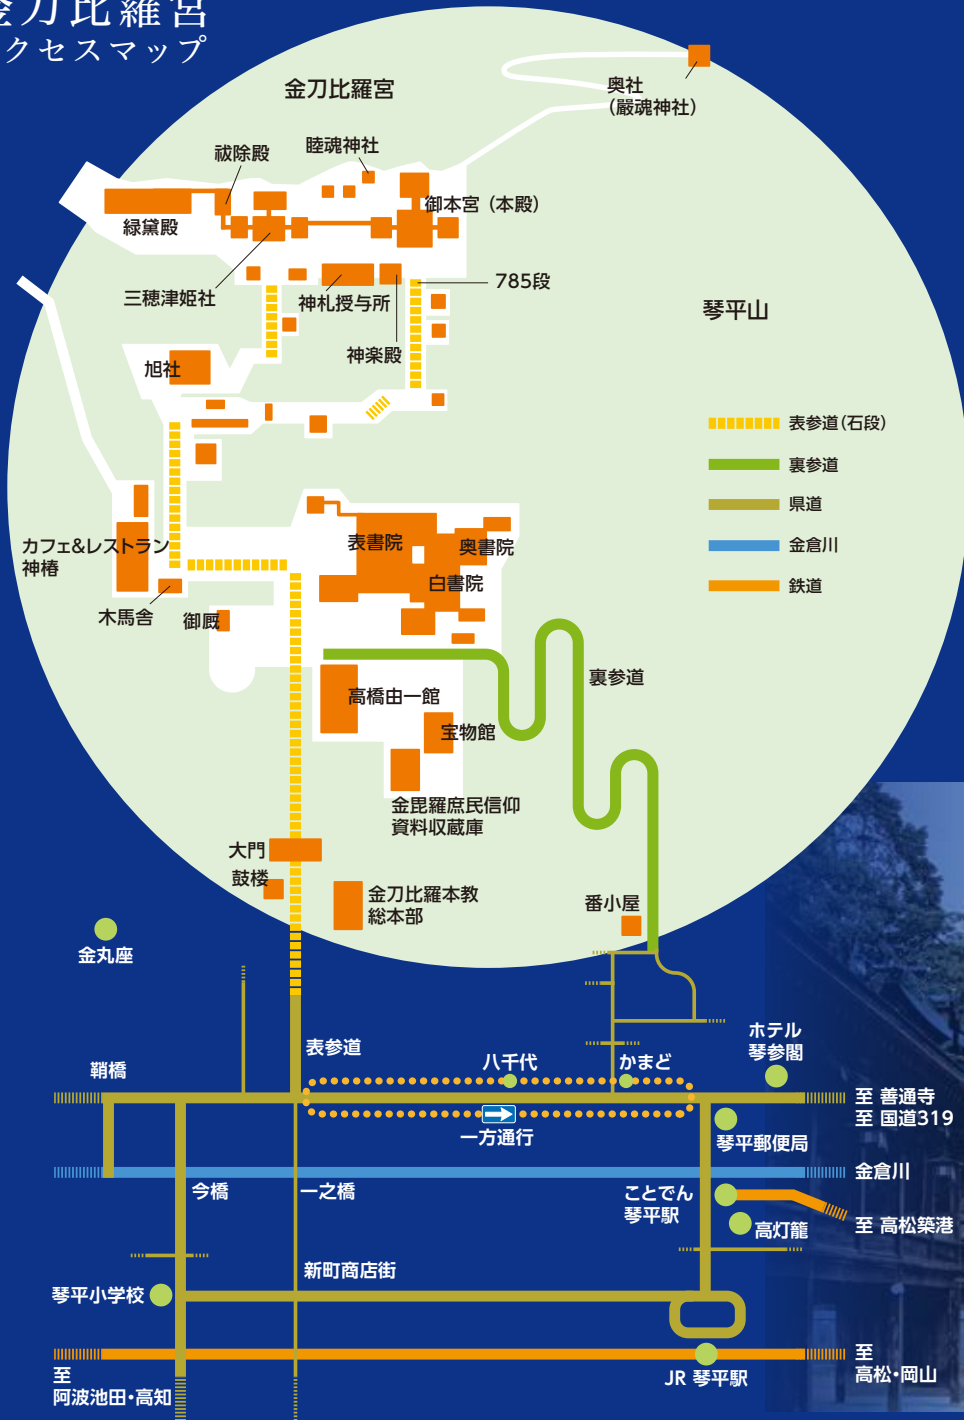 金刀比羅宮
クセスマップ
金刀比羅宮
奥社
(厳魂神社)
睦魂神社
祓除殿
御本宮(本殿)
緑黛殿
785段
三穂津姫社
神札授与所
琴平山
神楽殿
旭社
表参道(石段)
裏参道
県道
金倉川
鉄道
カフェ&レストラン
神椿
表書院
奥書院
白書院
木馬舎
御厩
裏参道
高橋由一館
宝物館
金毘羅庶民信仰
資料収蔵庫
大門
鼓楼
金刀比羅本教
総本部
番小屋
金丸座
表参道
ホテル
琴参閣
鞘橋
八千代
かまど
至 善通寺
至 国道319
一方通行
琴平郵便局
金倉川
今橋
一之橋
ことでん
琴平駅
高灯籠
至 高松築港
新町商店街
琴平小学校
至
阿波池田・高知
JR 琴平駅
至
高松・岡山